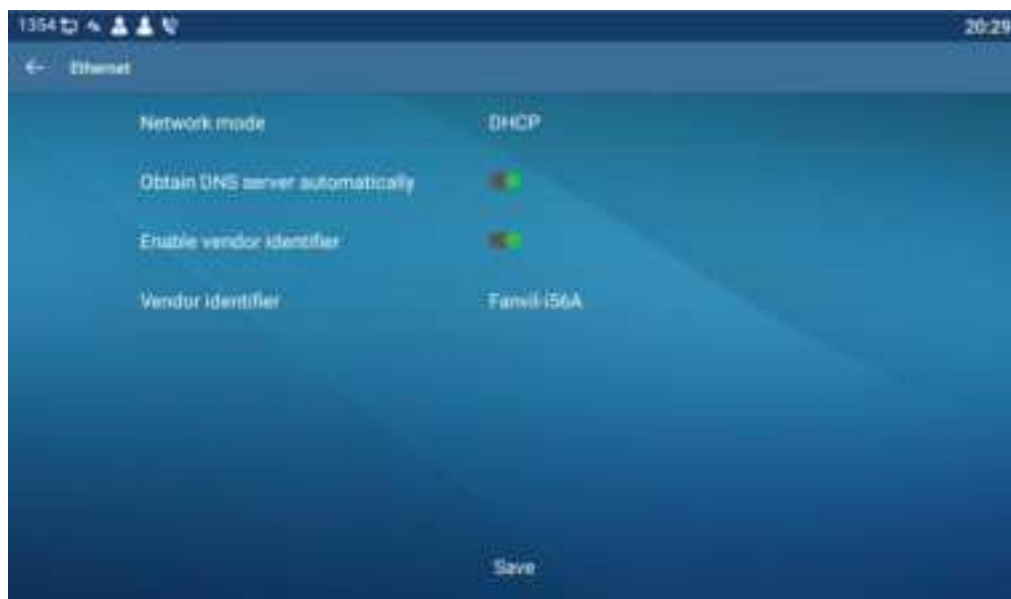 1354 20:29
Ethernet
Network mode DHCP
Obtain DNS server automatically
Enable vendor identifier
Vendor identifier Fanvil-i56A
Save